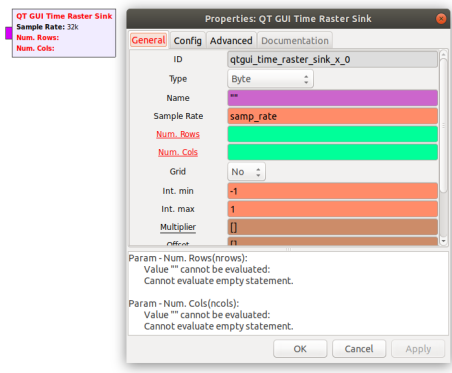 QT GUI Time Raster Sink
Sample Rate: 32k
Num. Rows:
Num. Cols:
Properties: QT GUI Time Raster Sink
General Config Advanced Documentation
ID qtgui_time_raster_sink_x_0
Type Byte
Name ""
Sample Rate samp_rate
Num. Rows
Num. Cols
Grid No
Int. min -1
Int. max 1
Multiplier []
Offset []
Param - Num. Rows(nrows):
Value "" cannot be evaluated:
Cannot evaluate empty statement.
Param - Num. Cols(ncols):
Value "" cannot be evaluated:
Cannot evaluate empty statement.
OK Cancel Apply